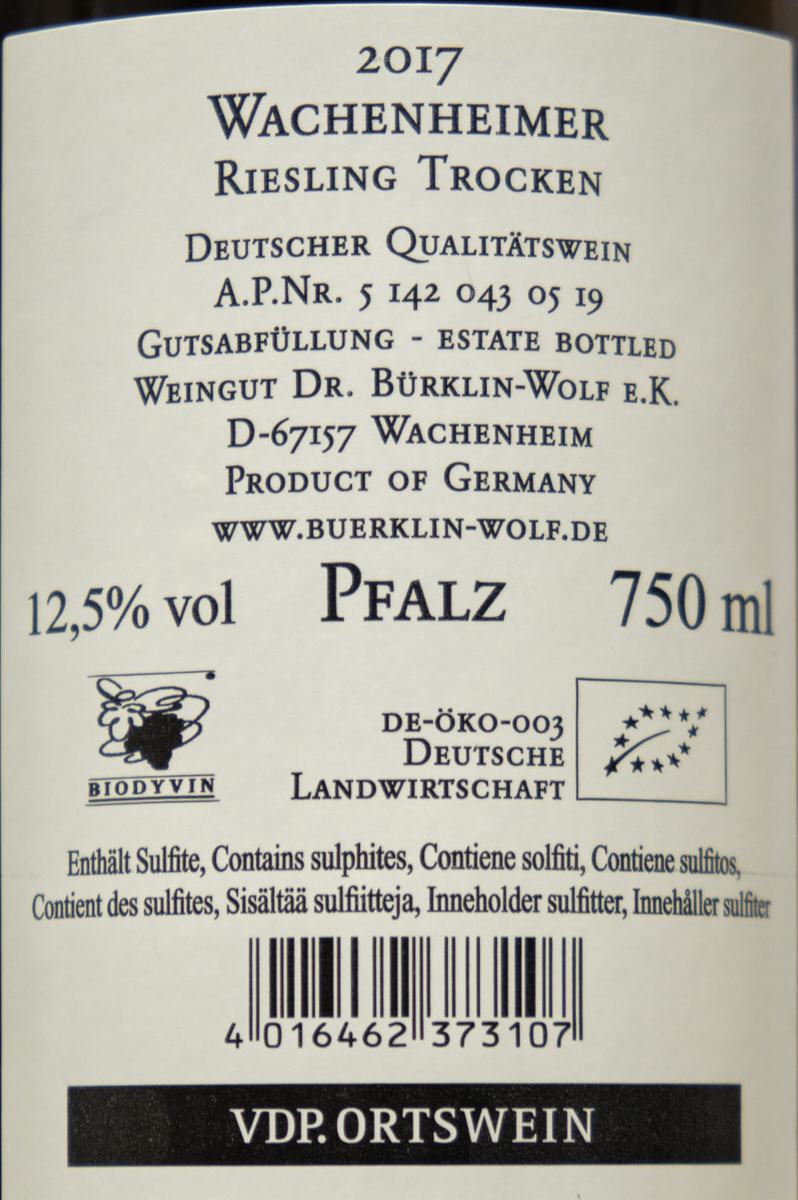 2017
WACHENHEIMER
RIESLING TROCKEN
DEUTSCHER QUALITÄTSWEIN
A.P.NR. 5 142 043 05 19
GUTSABFÜLLUNG - ESTATE BOTTLED
WEINGUT DR. BÜRKLIN-WOLF E.K.
D-67157 WACHENHEIM
PRODUCT OF GERMANY
WWW.BUERKLIN-WOLF.DE
12,5% vol PFALZ 750 ml
BIODYVIN
DE-ÖKO-003
DEUTSCHE
LANDWIRTSCHAFT
Enthält Sulfite, Contains sulphites, Contiene solfiti, Contiene sulfitos,
Contient des sulfites, Sisältää sulfiitteja, Inneholder sulfitter, Innehåller sulfiter
4 016462 373107
VDP.ORTSWEIN